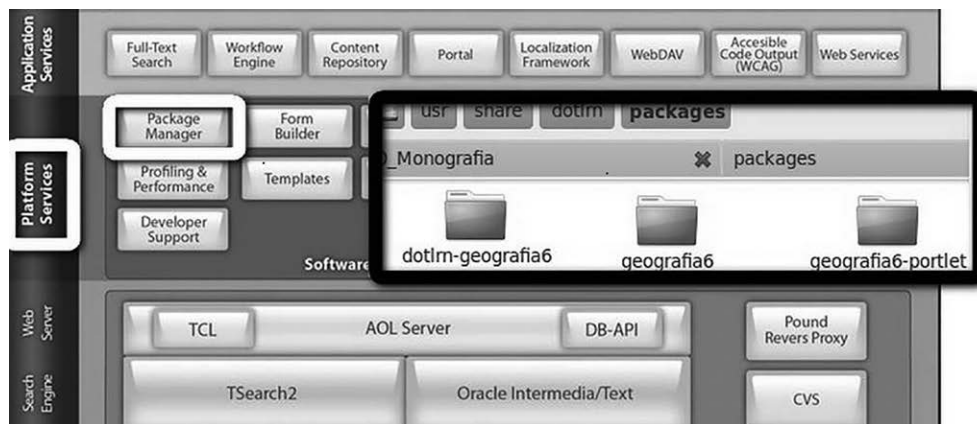 Application
Services
Full-Text
Search
Workflow
Engine
Content
Repository
Portal
Localization
Framework
WebDAV
Accesible
Code Output
(WCAG)
Web Services
Platform
Services
Package
Manager
Form
Builder
Profiling &
Performance
Templates
Developer
Support
Software
usr share dotlrn packages
_Monografia
packages
dotlrn-geografia6
geografia6
geografia6-portlet
Web
Server
TCL
AOL Server
DB-API
Pound
Revers Proxy
Search
Engine
TSearch2
Oracle Intermedia/Text
CVS